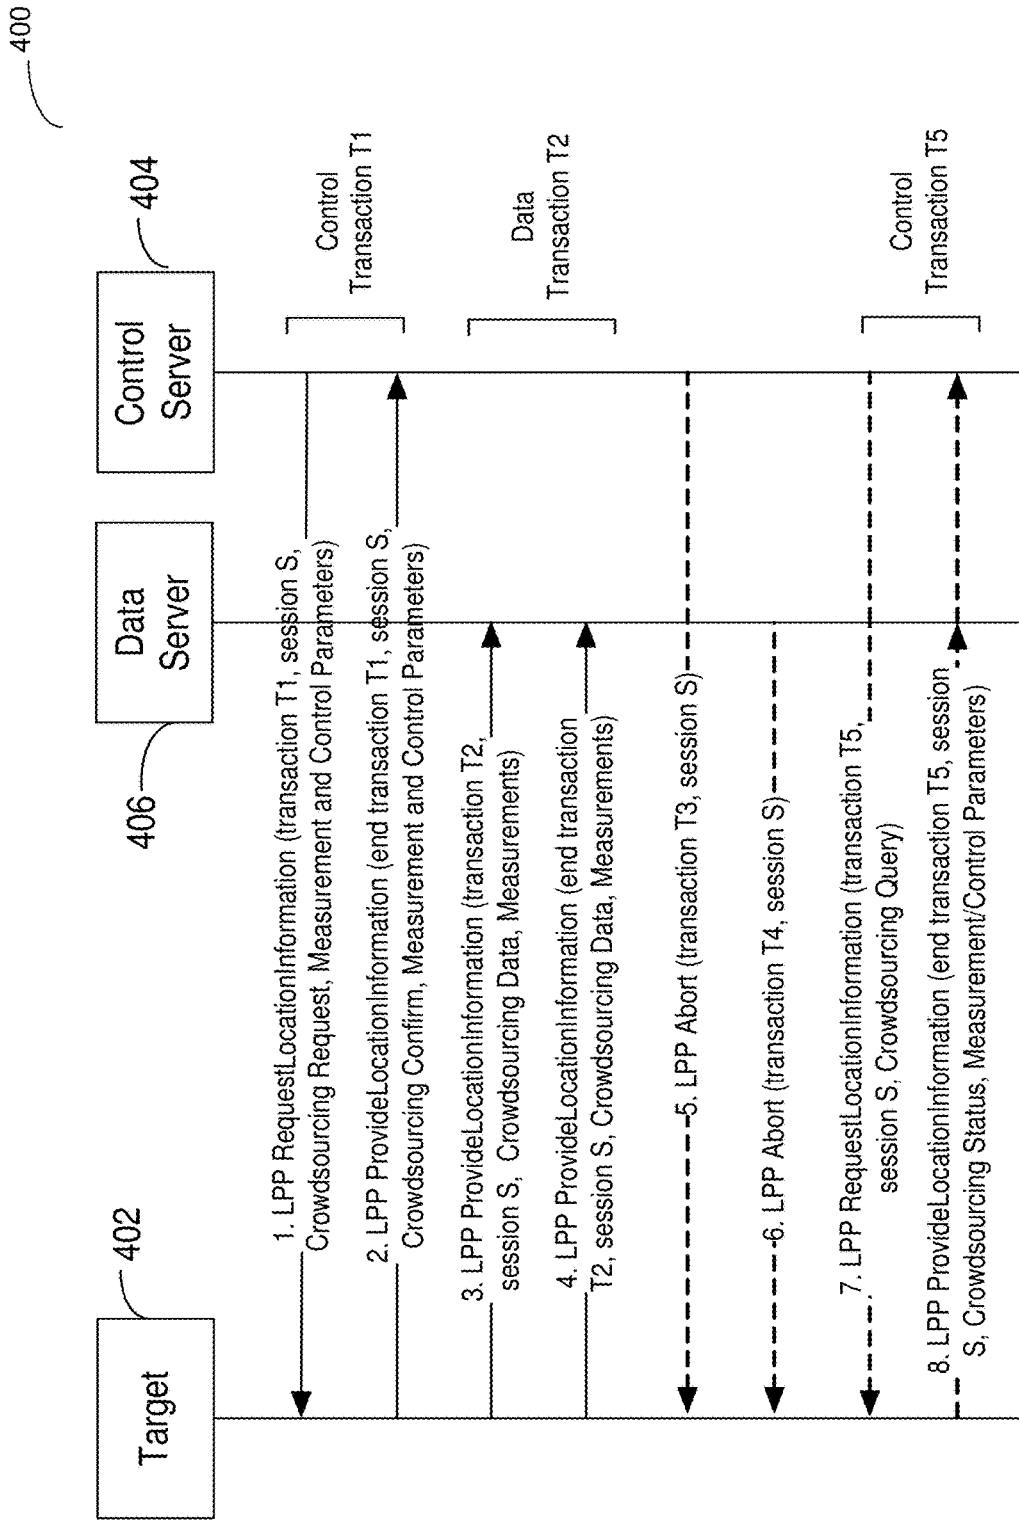 400
402
406
404
Target
Data
Server
Control
Server
1. LPP RequestLocationInformation (transaction T1, session S,
Crowdsourcing Request, Measurement and Control Parameters)
2. LPP ProvideLocationInformation (end transaction T1, session S,
Crowdsourcing Confirm, Measurement and Control Parameters)
Control
Transaction T1
3. LPP ProvideLocationInformation (transaction T2,
session S, Crowdsourcing Data, Measurements)
4. LPP ProvideLocationInformation (end transaction
T2, session S, Crowdsourcing Data, Measurements)
Data
Transaction T2
5. LPP Abort (transaction T3, session S)
6. LPP Abort (transaction T4, session S)
7. LPP RequestLocationInformation (transaction T5,
session S, Crowdsourcing Query)
8. LPP ProvideLocationInformation (end transaction T5, session
S, Crowdsourcing Status, Measurement/Control Parameters)
Control
Transaction T5